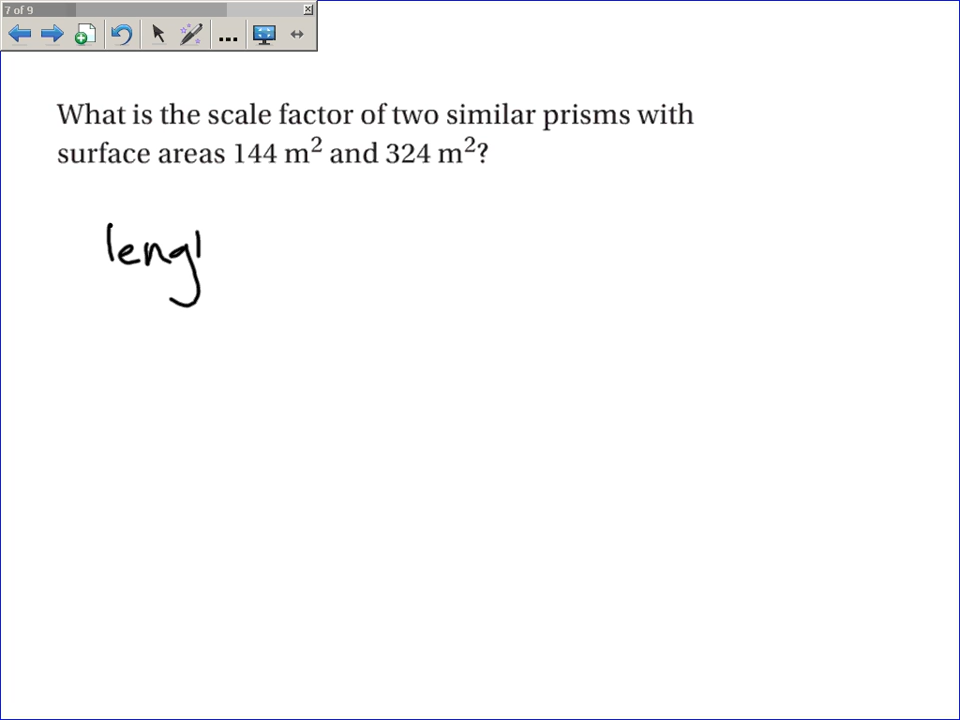 7 of 9
What is the scale factor of two similar prisms with
surface areas 144 m² and 324 m²?
lengl